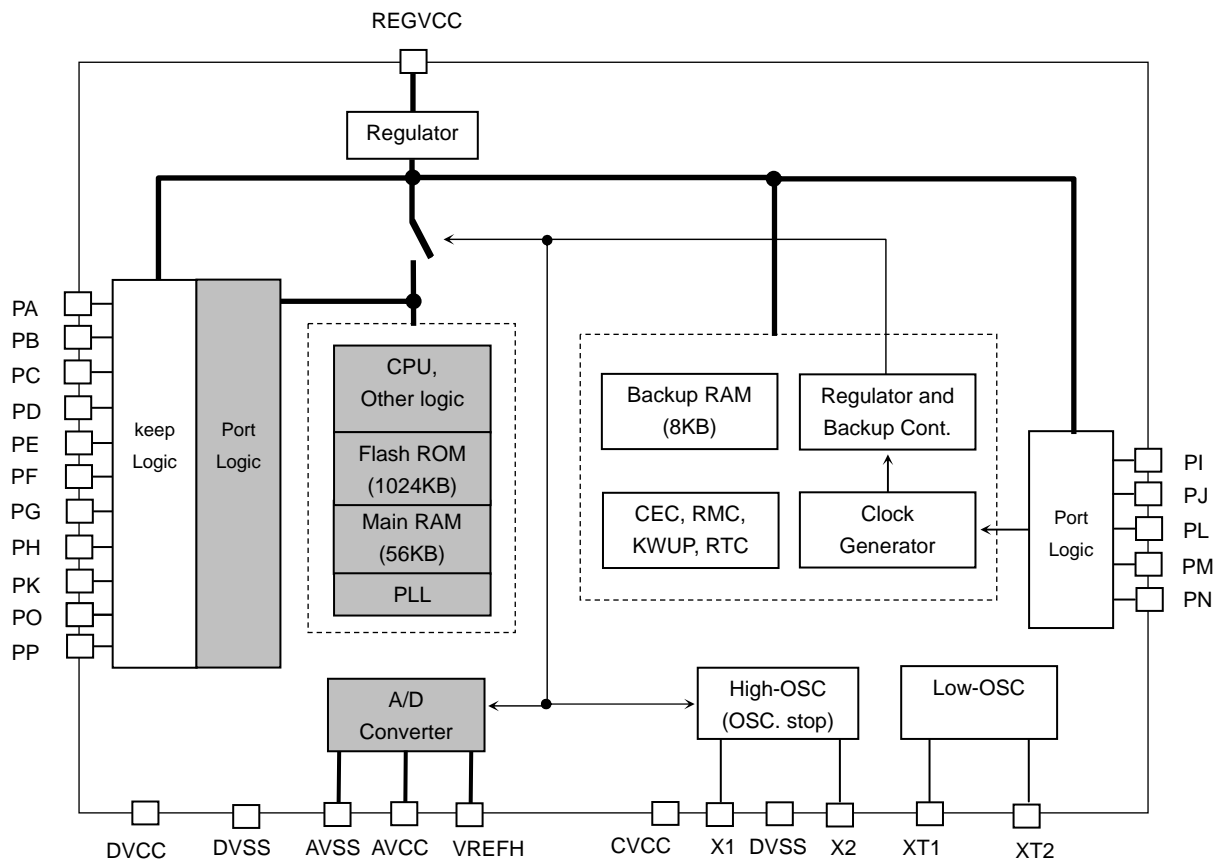 REGVCC
Regulator
PA
PB
PC
PD
PE
PF
PG
PH
PK
PO
PP
keep
Logic
Port
Logic
CPU,
Other logic
Flash ROM
(1024KB)
Main RAM
(56KB)
PLL
Backup RAM
(8KB)
Regulator and
Backup Cont.
CEC, RMC,
KWUP, RTC
Clock
Generator
Port
Logic
PI
PJ
PL
PM
PN
A/D
Converter
High-OSC
(OSC. stop)
Low-OSC
DVCC
DVSS
AVSS
AVCC
VREFH
CVCC
X1
DVSS
X2
XT1
XT2